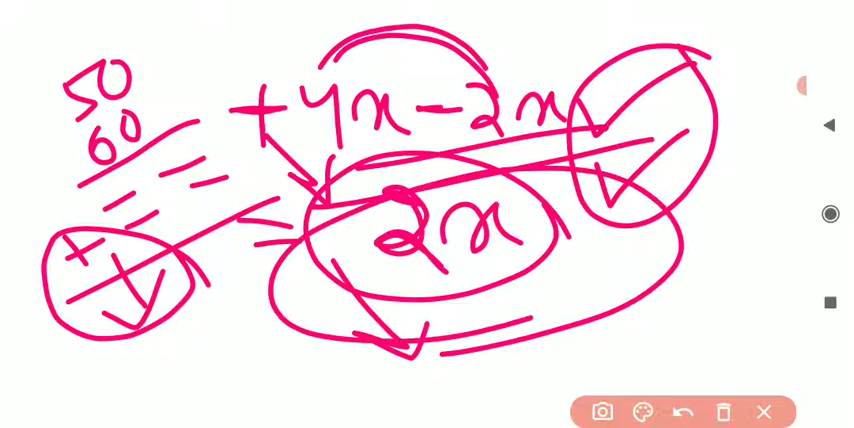 50
60
+ 4x - 2x
= 2x